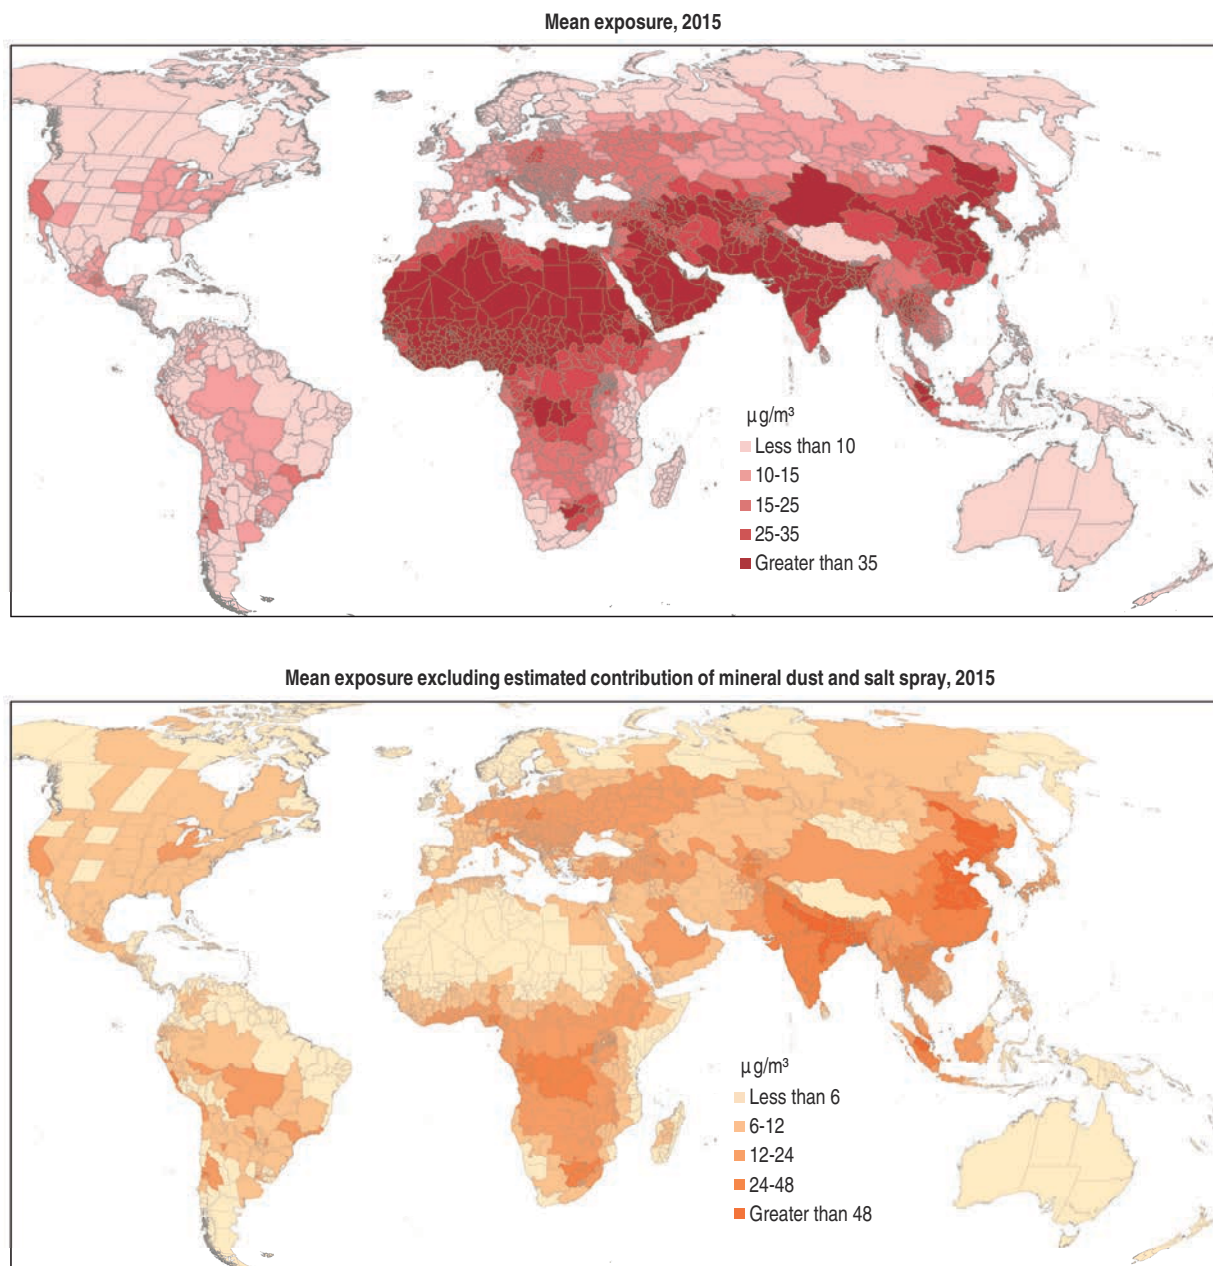 Mean exposure, 2015
µg/m³
Less than 10
10-15
15-25
25-35
Greater than 35
Mean exposure excluding estimated contribution of mineral dust and salt spray, 2015
µg/m³
Less than 6
6-12
12-24
24-48
Greater than 48